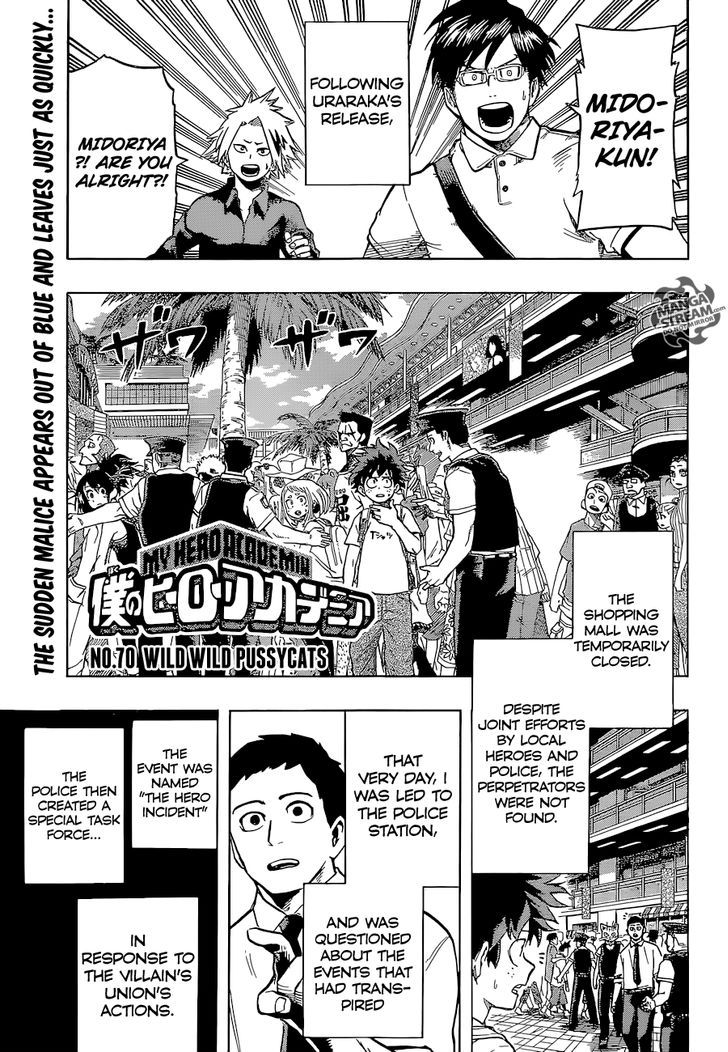 THE SUDDEN MALICE APPEARS OUT OF BLUE AND LEAVES JUST AS QUICKLY...
MIDO-
RIYA-
KUN!
FOLLOWING
URARAKA'S
RELEASE,
MIDORIYA
?! ARE YOU
ALRIGHT?!
MANGA
STREAM.com
ザワ
ザワ
MY HERO ACADEMIA
僕のヒーローアカデミア
NO.70 WILD WILD PUSSYCATS
THE
SHOPPING
MALL WAS
TEMPORARILY
CLOSED.
DESPITE
JOINT EFFORTS
BY LOCAL
HEROES AND
POLICE, THE
PERPETRATORS
WERE NOT
FOUND.
THAT
VERY DAY, I
WAS LED TO
THE POLICE
STATION,
AND WAS
QUESTIONED
ABOUT THE
EVENTS THAT
HAD TRANS-
PIRED
THE
EVENT WAS
NAMED
"THE HERO
INCIDENT"
THE
POLICE THEN
CREATED A
SPECIAL TASK
FORCE...
IN
RESPONSE TO
THE VILLAIN'S
UNION'S
ACTIONS.